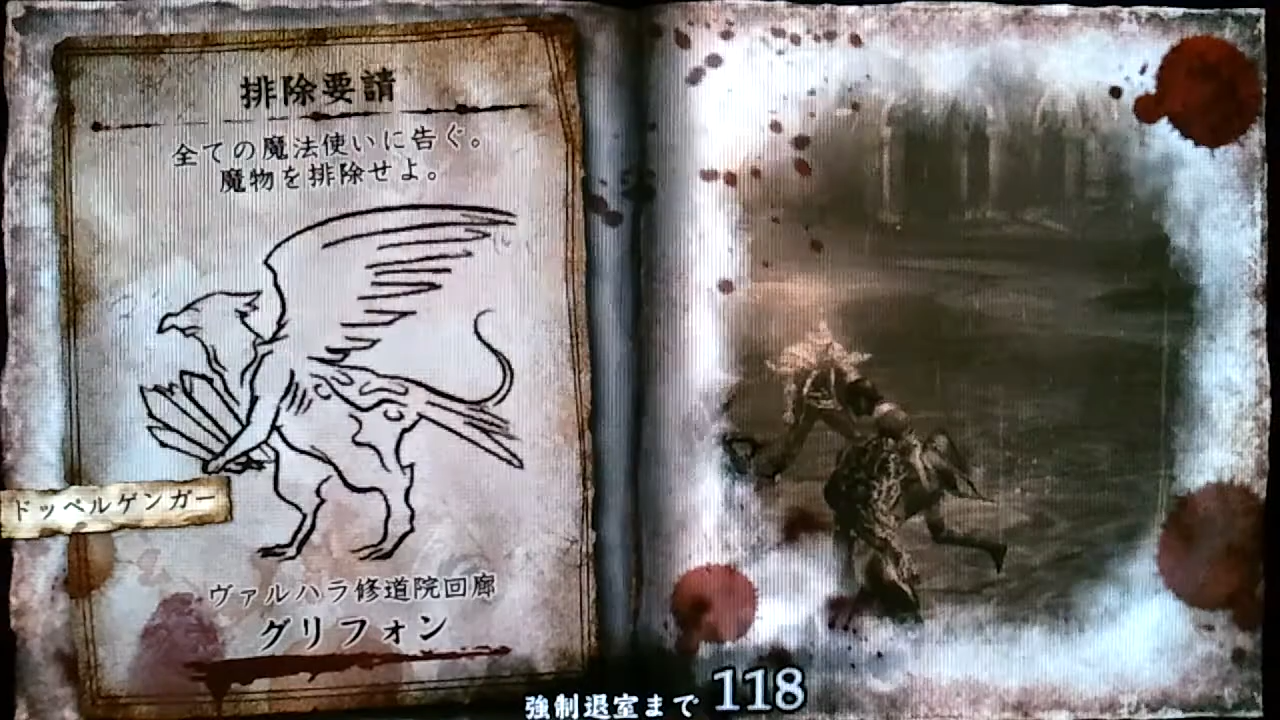 排除要請
全ての魔法使いに告ぐ。
魔物を排除せよ。
ドッペルゲンガー
ヴァルハラ修道院回廊
グリフォン
強制退室まで 118